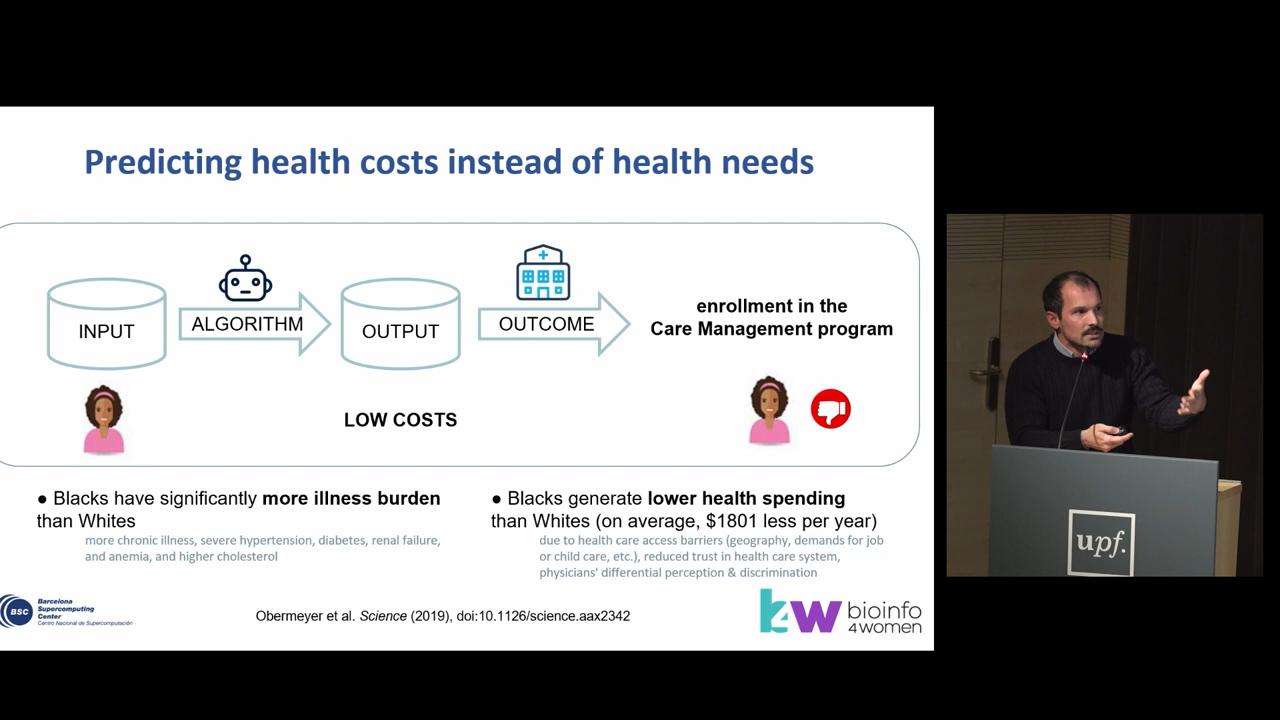 Predicting health costs instead of health needs
INPUT
ALGORITHM
OUTPUT
OUTCOME
enrollment in the
Care Management program
LOW COSTS
● Blacks have significantly more illness burden
than Whites
more chronic illness, severe hypertension, diabetes, renal failure,
and anemia, and higher cholesterol
● Blacks generate lower health spending
than Whites (on average, $1801 less per year)
due to health care access barriers (geography, demands for job
or child care, etc.), reduced trust in health care system,
physicians' differential perception & discrimination
BSC
Barcelona
Supercomputing
Center
Centro Nacional de Supercomputación
Obermeyer et al. Science (2019), doi:10.1126/science.aax2342
b4w
bioinfo
4women
upf.